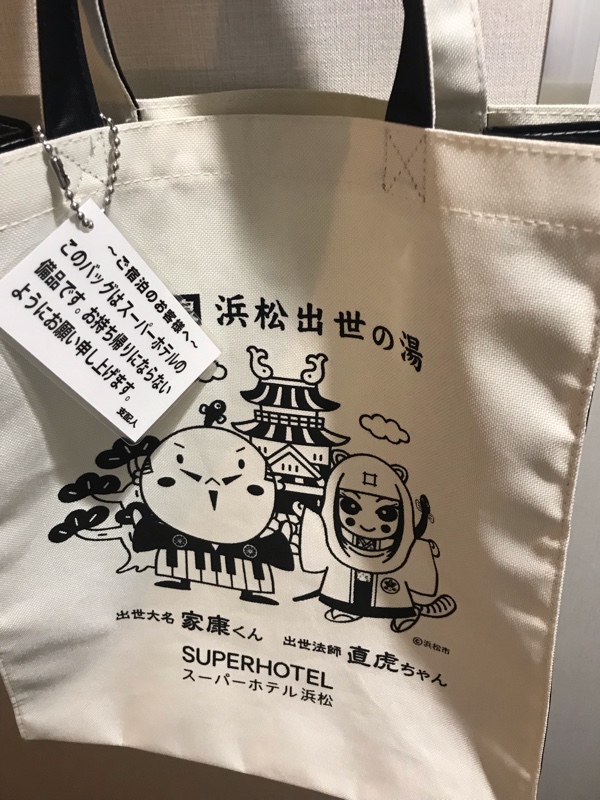 〜ご宿泊のお客様へ〜
このバッグはスーパーホテルの
備品です。お持ち帰りにならない
ようにお願い申し上げます。
支配人
浜松出世の湯
出世大名 家康くん 出世法師 直虎ちゃん
©浜松市
SUPERHOTEL
スーパーホテル浜松